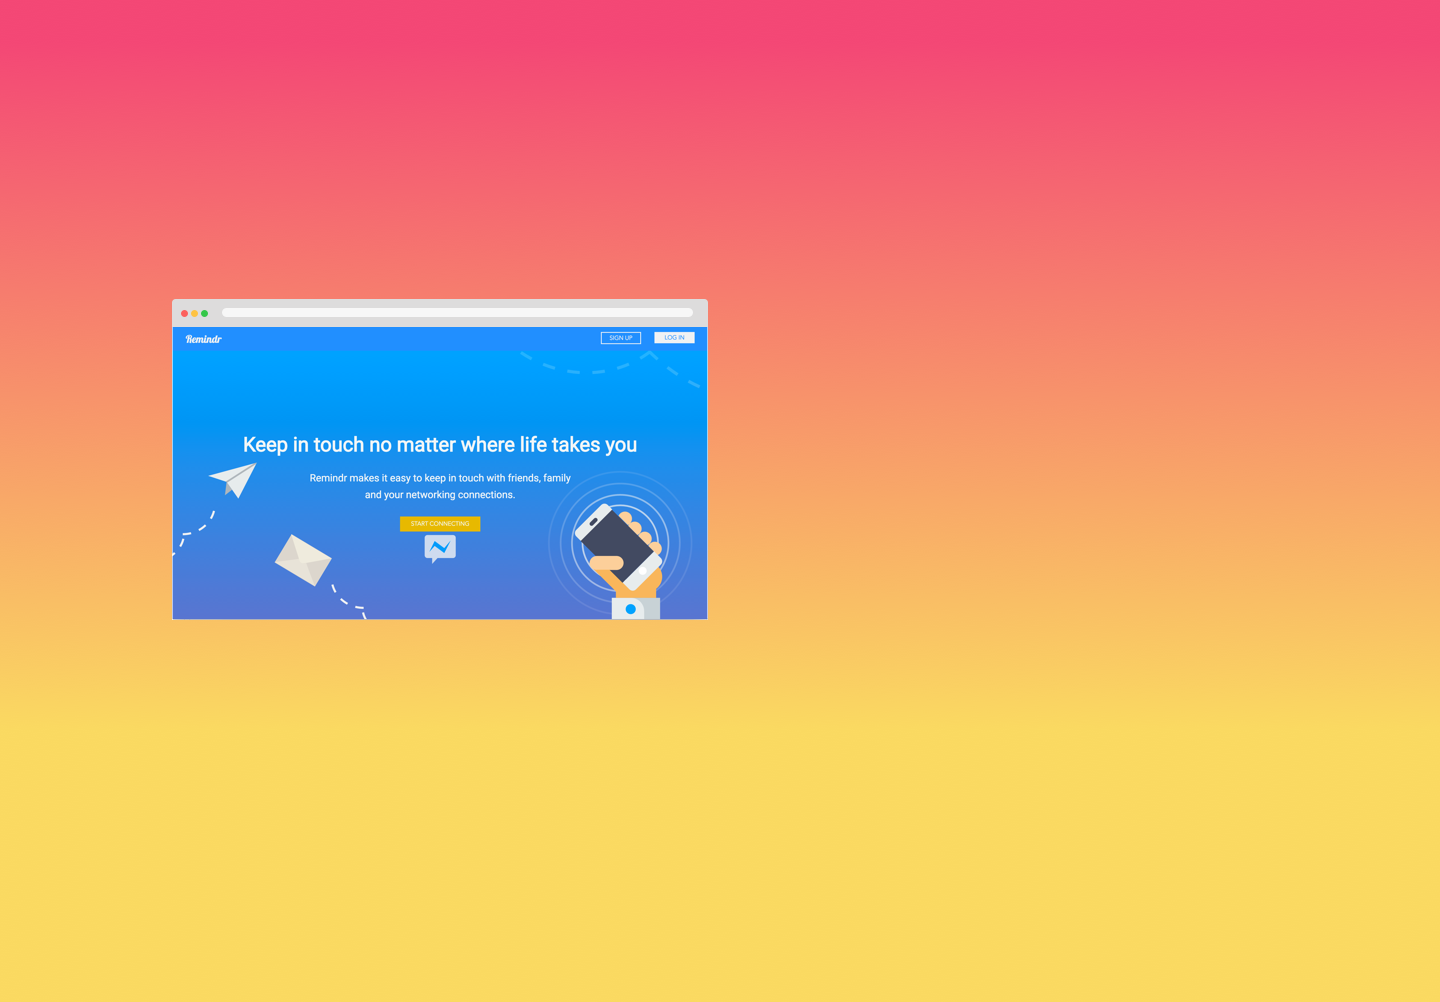 Remindr
SIGN UP
LOG IN
Keep in touch no matter where life takes you
Remindr makes it easy to keep in touch with friends, family
and your networking connections.
START CONNECTING